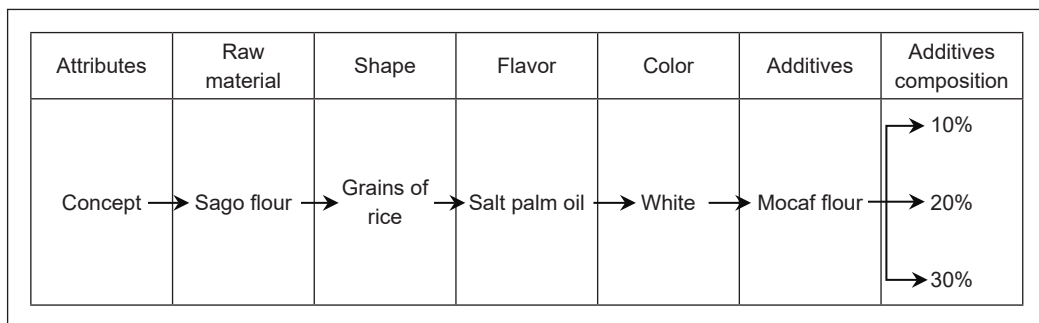 Attributes
Raw
material
Shape
Flavor
Color
Additives
Additives
composition
Concept
Sago flour
Grains of
rice
Salt palm oil
White
Mocaf flour
10%
20%
30%